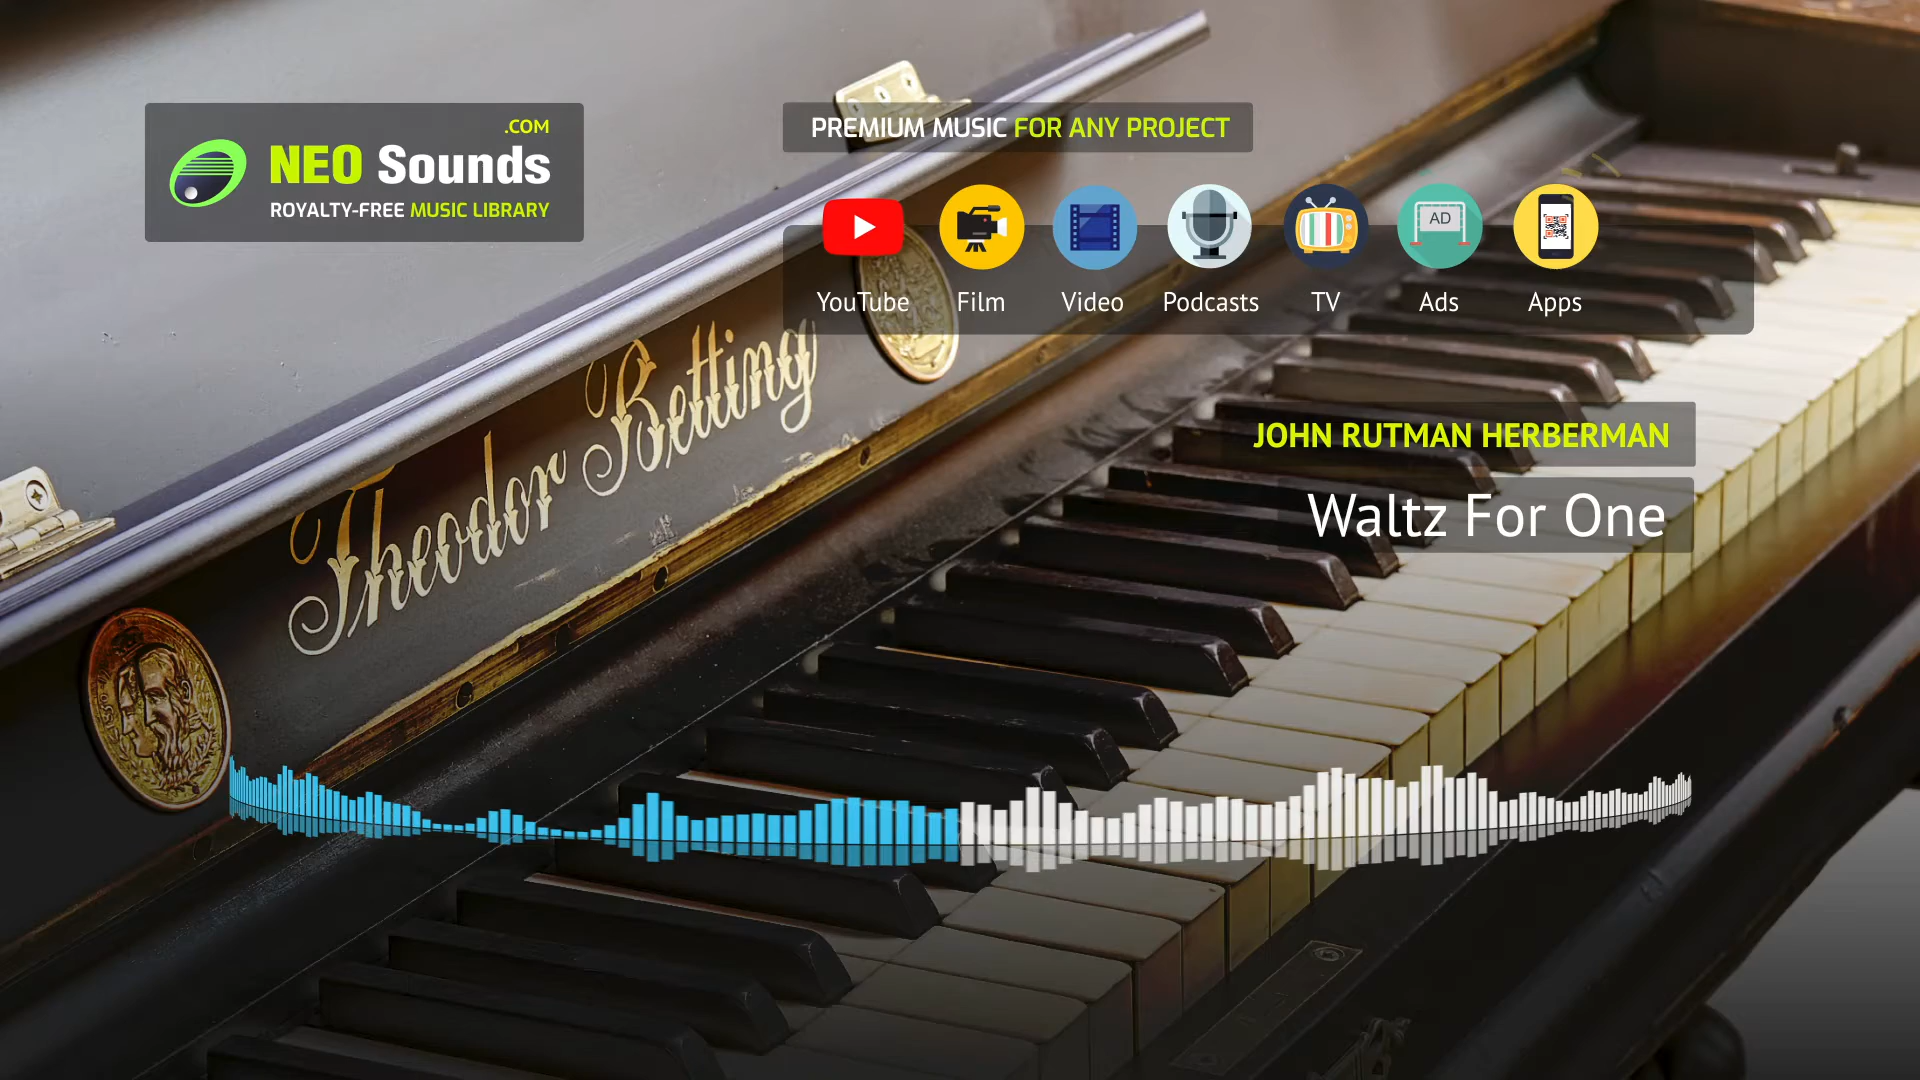 .COM
NEO Sounds
ROYALTY-FREE MUSIC LIBRARY
PREMIUM MUSIC FOR ANY PROJECT
AD
YouTube Film Video Podcasts TV Ads Apps
Theodor Betting
JOHN RUTMAN HERBERMAN
Waltz For One